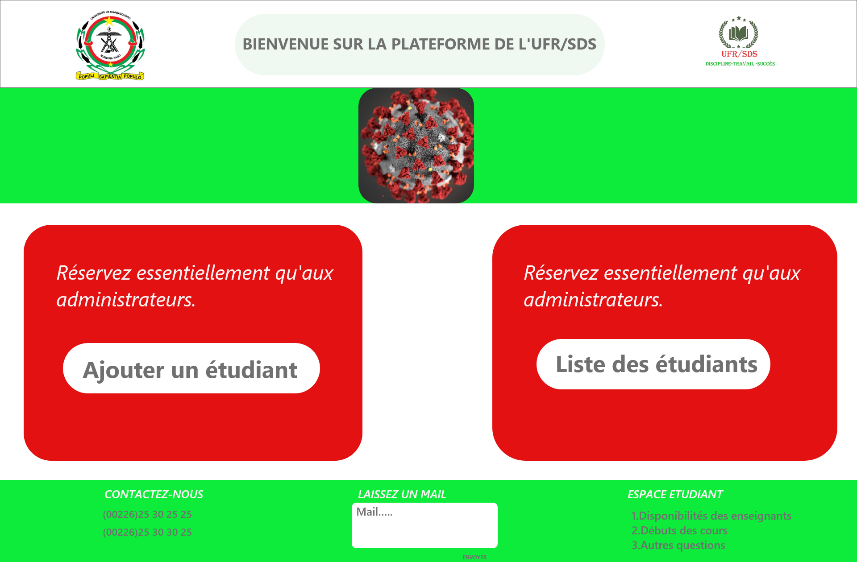 BIENVENUE SUR LA PLATEFORME DE L'UFR/SDS
UFR/SDS
DISCIPLINE-TRAVAIL-SUCCÈS
Réservez essentiellement qu'aux
administrateurs.
Ajouter un étudiant
Réservez essentiellement qu'aux
administrateurs.
Liste des étudiants
CONTACTEZ-NOUS
(00226)25 30 25 25
(00226)25 30 30 25
LAISSEZ UN MAIL
Mail.....
ENVOYER
ESPACE ETUDIANT
1.Disponibilités des enseignants
2.Débuts des cours
3.Autres questions